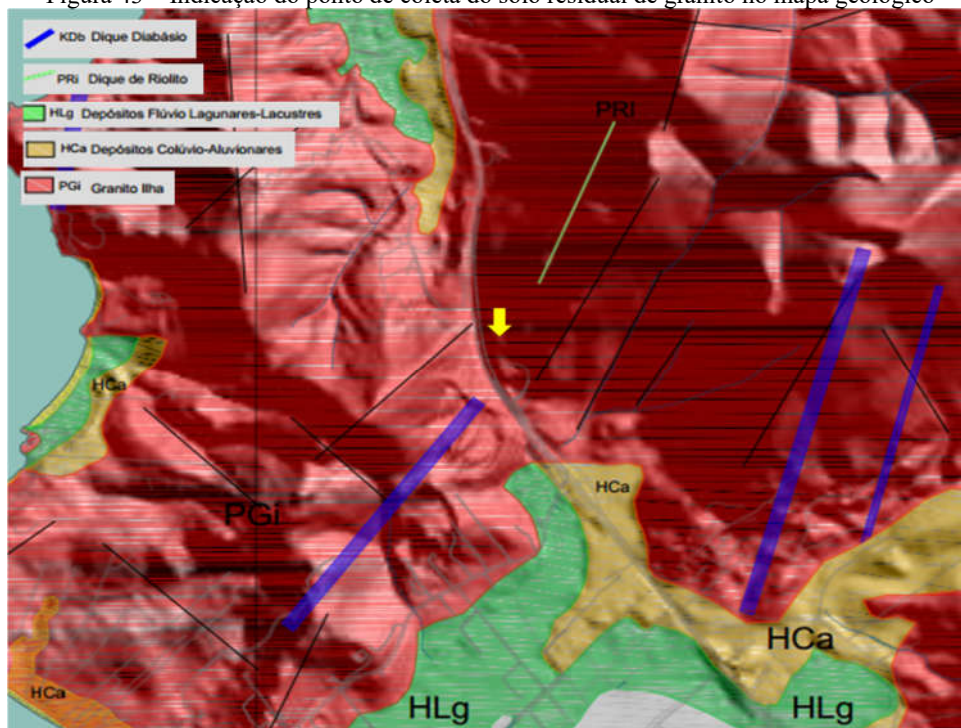 Figura 43 – Indicação do ponto de coleta do solo residual de granito no mapa geológico
KDb Dique Diabásio
PRi Dique de Riolito
HLg Depósitos Flúvio Lagunares-Lacustres
HCa Depósitos Colúvio-Aluvionares
PGi Granito Ilha
PRI
HCa
HCa
PGi
HCa
HCa
HLg
HLg